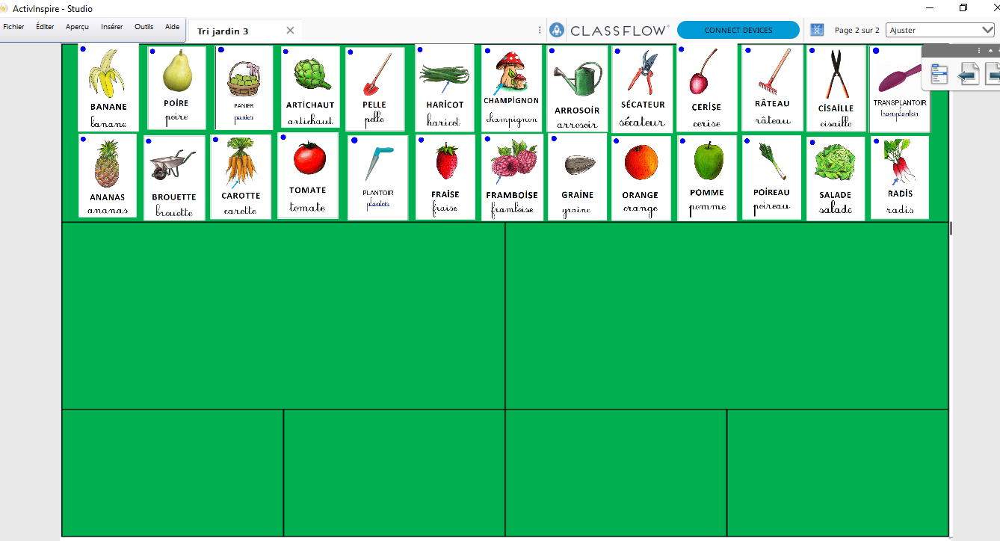 ActivInspire - Studio
Fichier Éditer Aperçu Insérer Outils Aide
Tri jardin 3
CLASSFLOW
CONNECT DEVICES
Page 2 sur 2
Ajuster
BANANE
banane
POIRE
poire
PANIER
panier
ARTICHAUT
artichaut
PELLE
pelle
HARICOT
haricot
CHAMPIGNON
champignon
ARROSOIR
arrosoir
SÉCATEUR
sécateur
CERISE
cerise
RÂTEAU
râteau
CISAILLE
cisaille
TRANSPLANTOIR
transplantoir
ANANAS
ananas
BROUETTE
brouette
CAROTTE
carotte
TOMATE
tomate
PLANTOIR
plantoir
FRAISE
fraise
FRAMBOISE
framboise
GRAINE
graine
ORANGE
orange
POMME
pomme
POIREAU
poireau
SALADE
salade
RADIS
radis